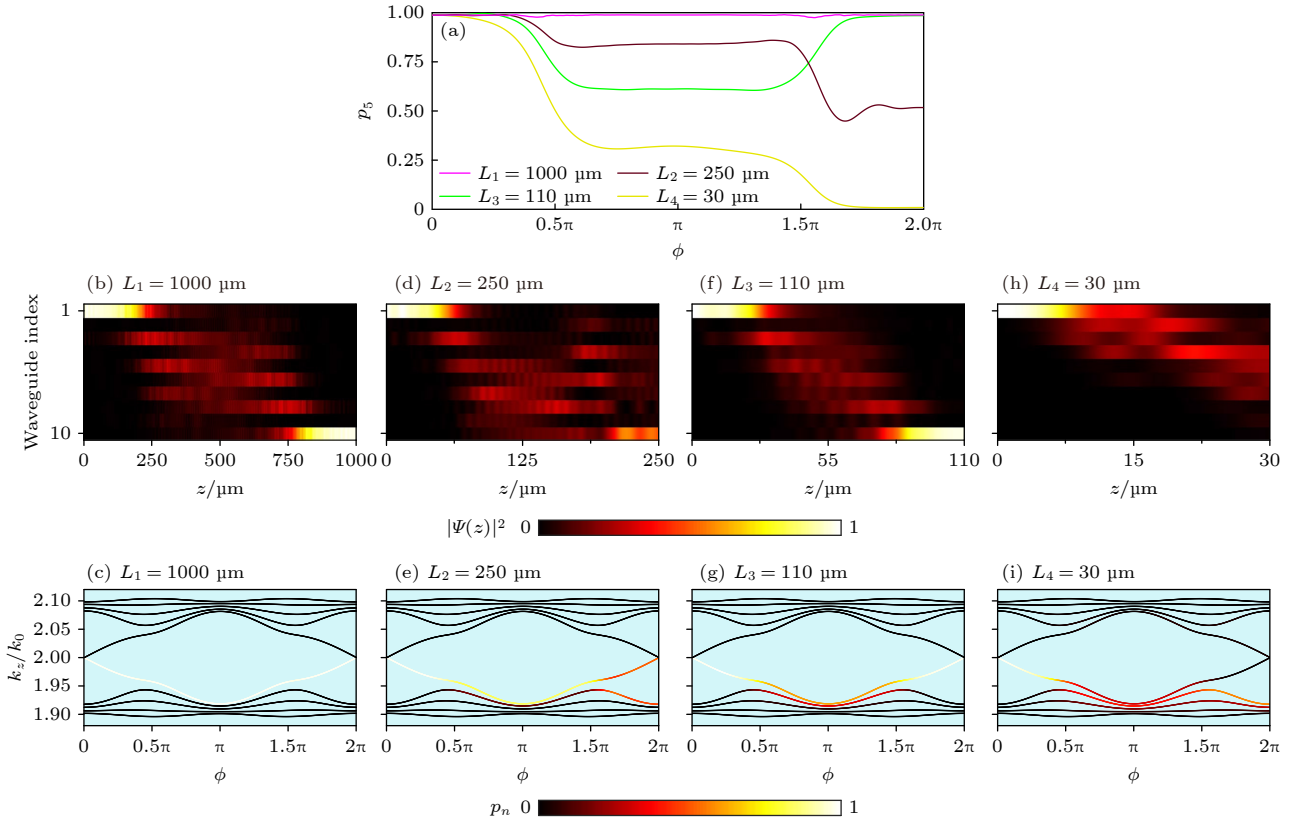 (a)
p₅
1.00
0.75
0.50
0.25
0
L₁ = 1000 µm
L₂ = 250 µm
L₃ = 110 µm
L₄ = 30 µm
0 0.5π π 1.5π 2.0π
ϕ
(b) L₁ = 1000 µm
(d) L₂ = 250 µm
(f) L₃ = 110 µm
(h) L₄ = 30 µm
Waveguide index
1
10
0 250 500 750 1000
0 125 250
0 55 110
0 15 30
z/µm
z/µm
z/µm
z/µm
|Ψ(z)|² 0 1
(c) L₁ = 1000 µm
(e) L₂ = 250 µm
(g) L₃ = 110 µm
(i) L₄ = 30 µm
k_z/k₀
2.10
2.05
2.00
1.95
1.90
0 0.5π π 1.5π 2π
0 0.5π π 1.5π 2π
0 0.5π π 1.5π 2π
0 0.5π π 1.5π 2π
ϕ
ϕ
ϕ
ϕ
pₙ 0 1